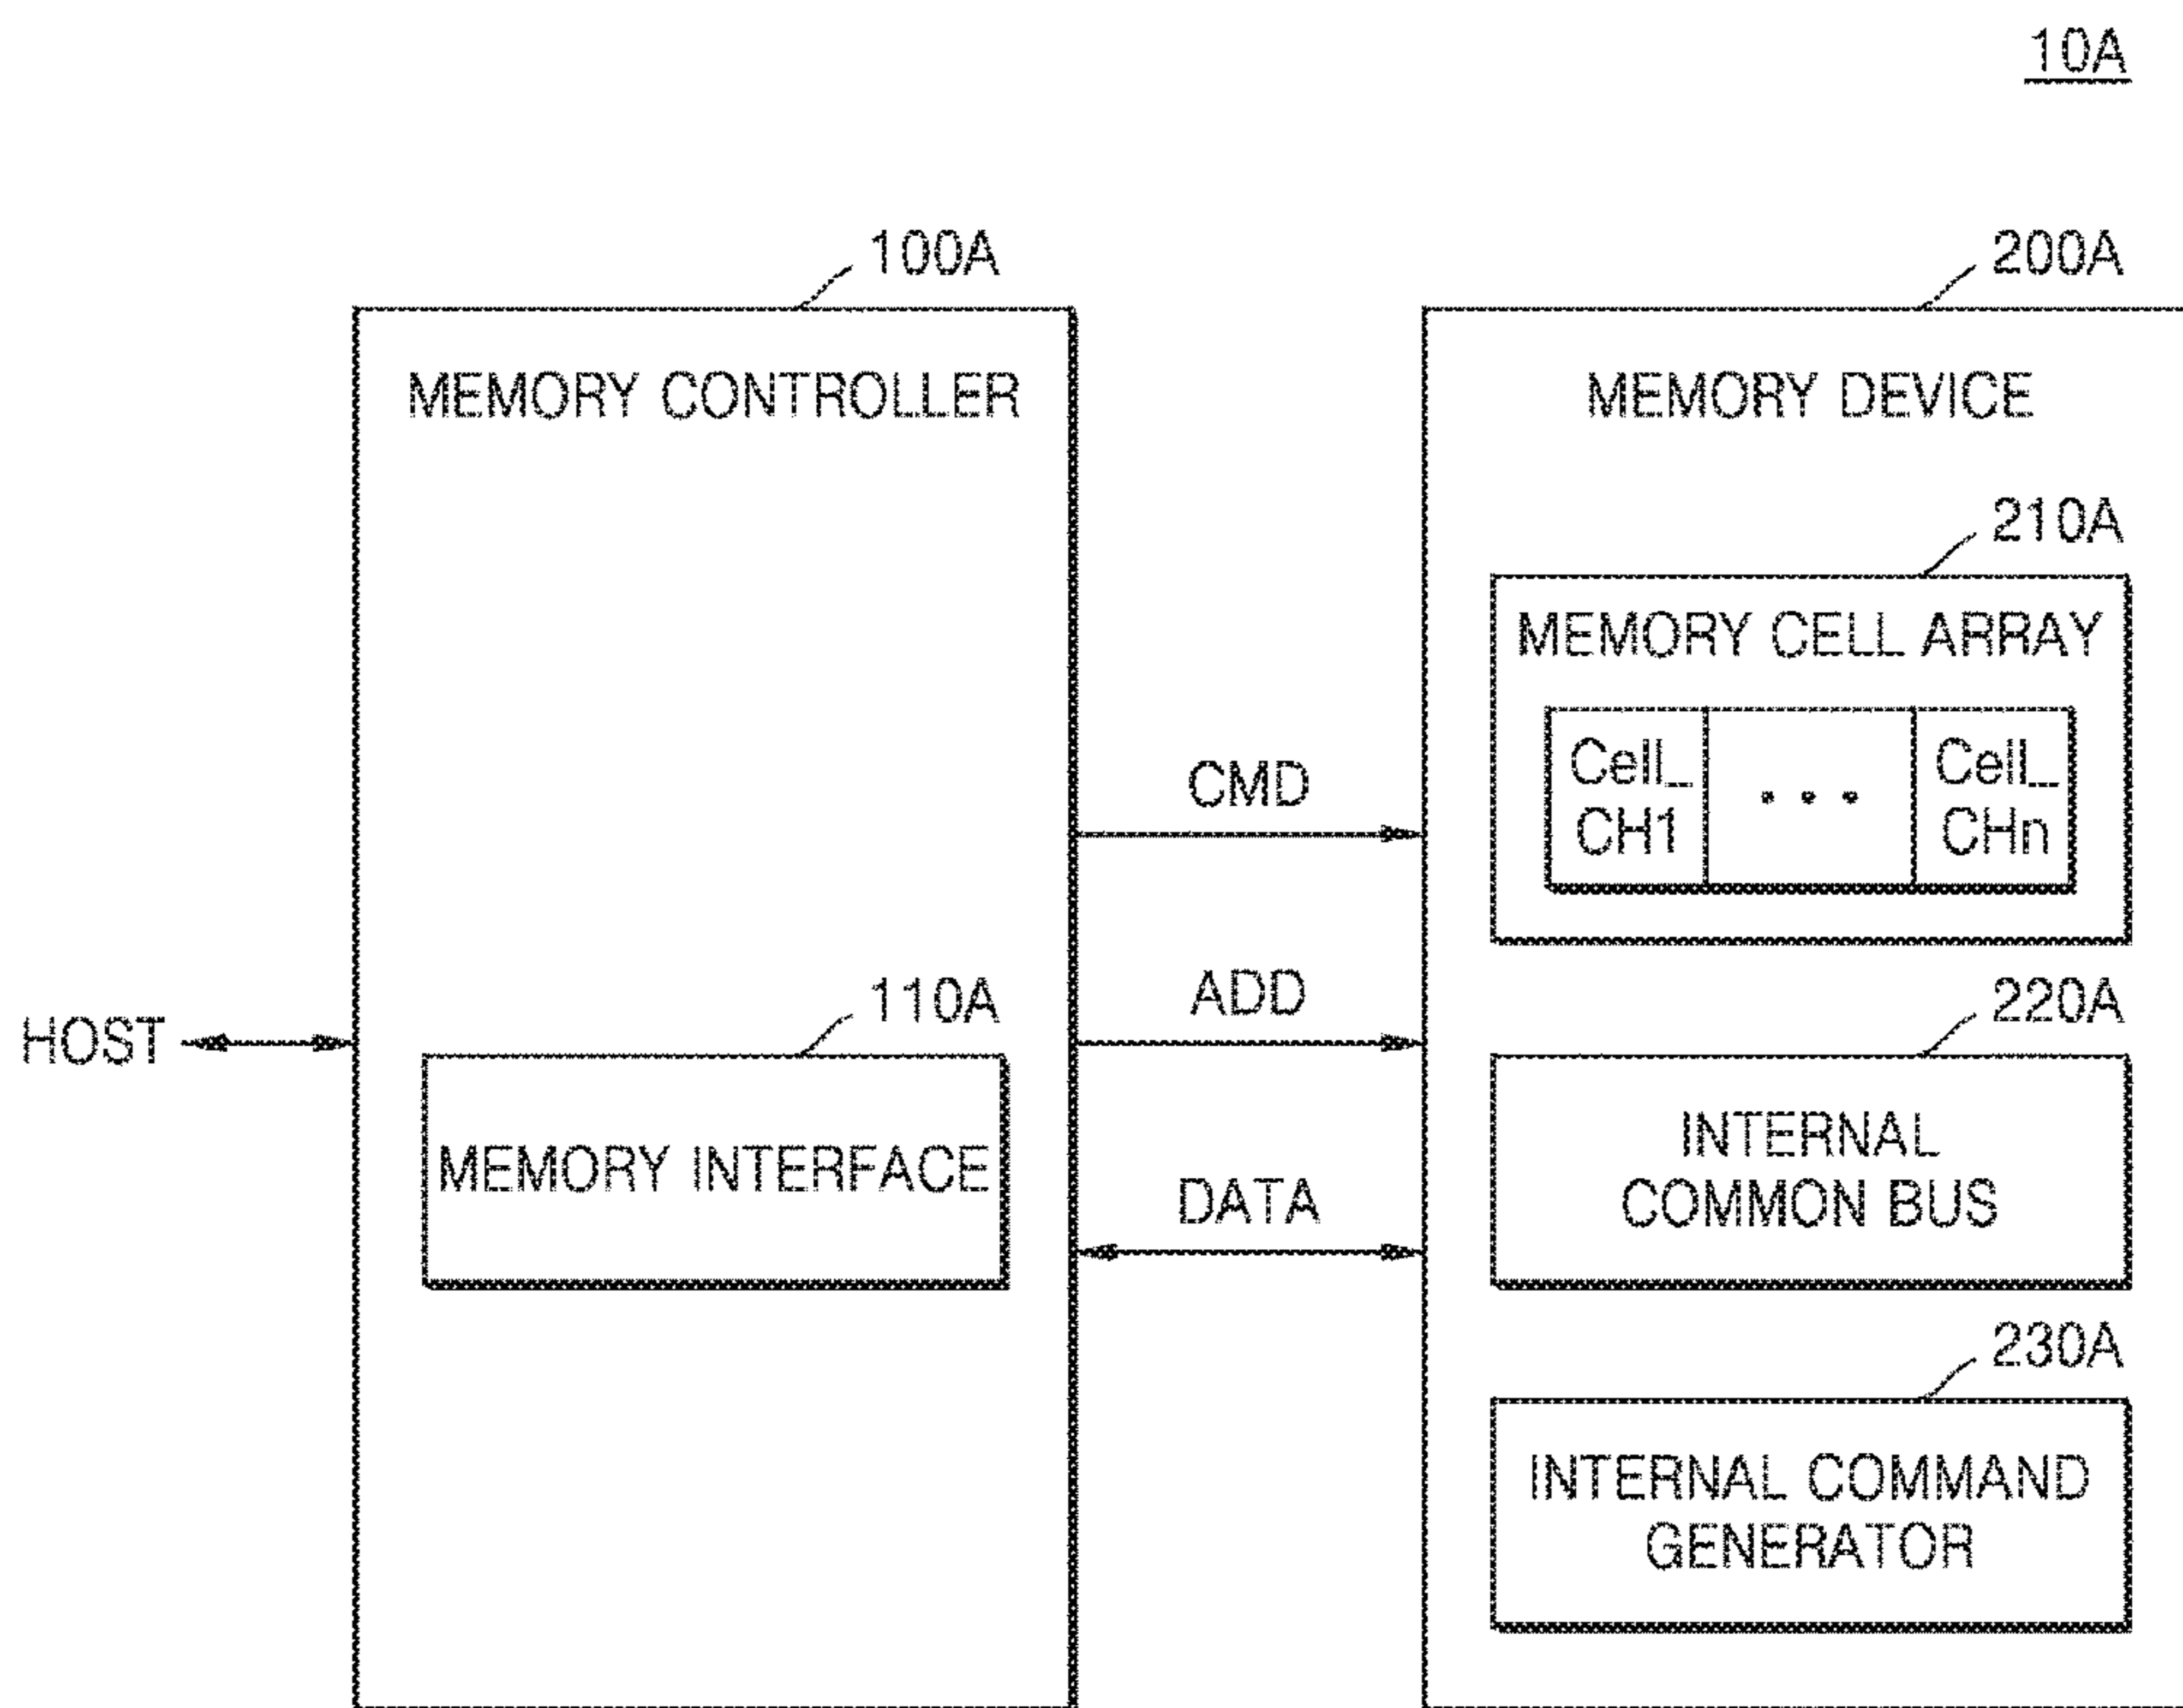 10A
100A
200A
MEMORY CONTROLLER
MEMORY DEVICE
210A
MEMORY CELL ARRAY
Cell_
CH1
• • •
Cell_
CHn
CMD
ADD
DATA
HOST
110A
MEMORY INTERFACE
220A
INTERNAL
COMMON BUS
230A
INTERNAL COMMAND
GENERATOR